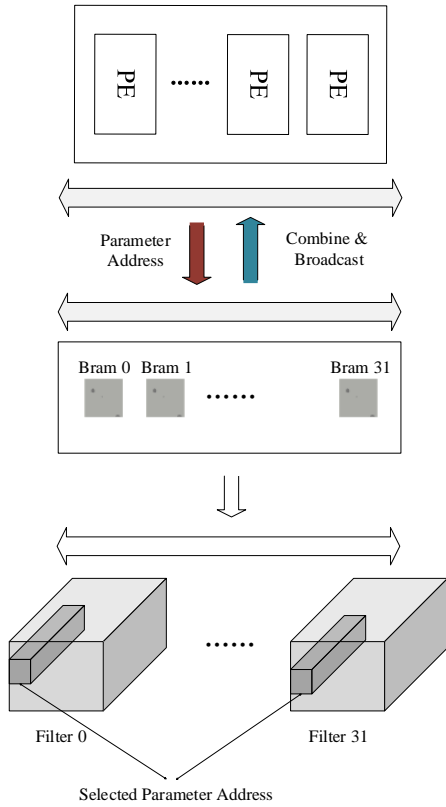 PE ...... PE PE
Parameter
Address
Combine &
Broadcast
Bram 0 Bram 1 ...... Bram 31
......
Filter 0 Filter 31
Selected Parameter Address